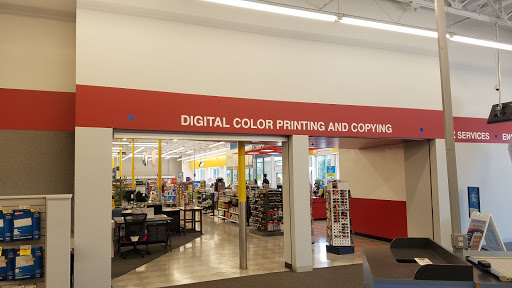 DIGITAL COLOR PRINTING AND COPYING
X SERVICES